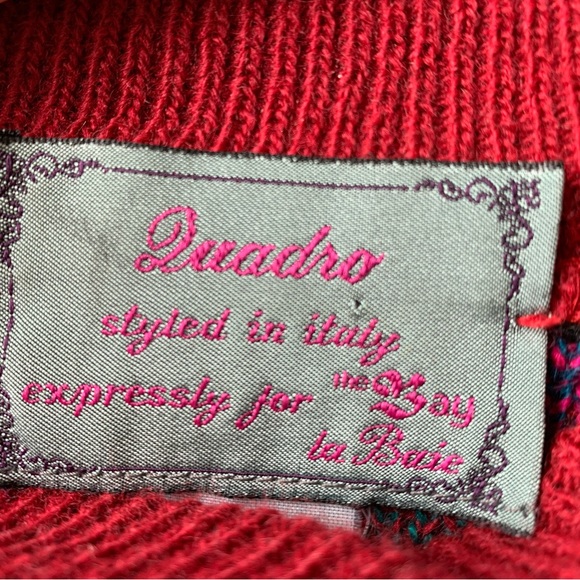 Quadro
styled in italy
expressly for the Bay
la Baie